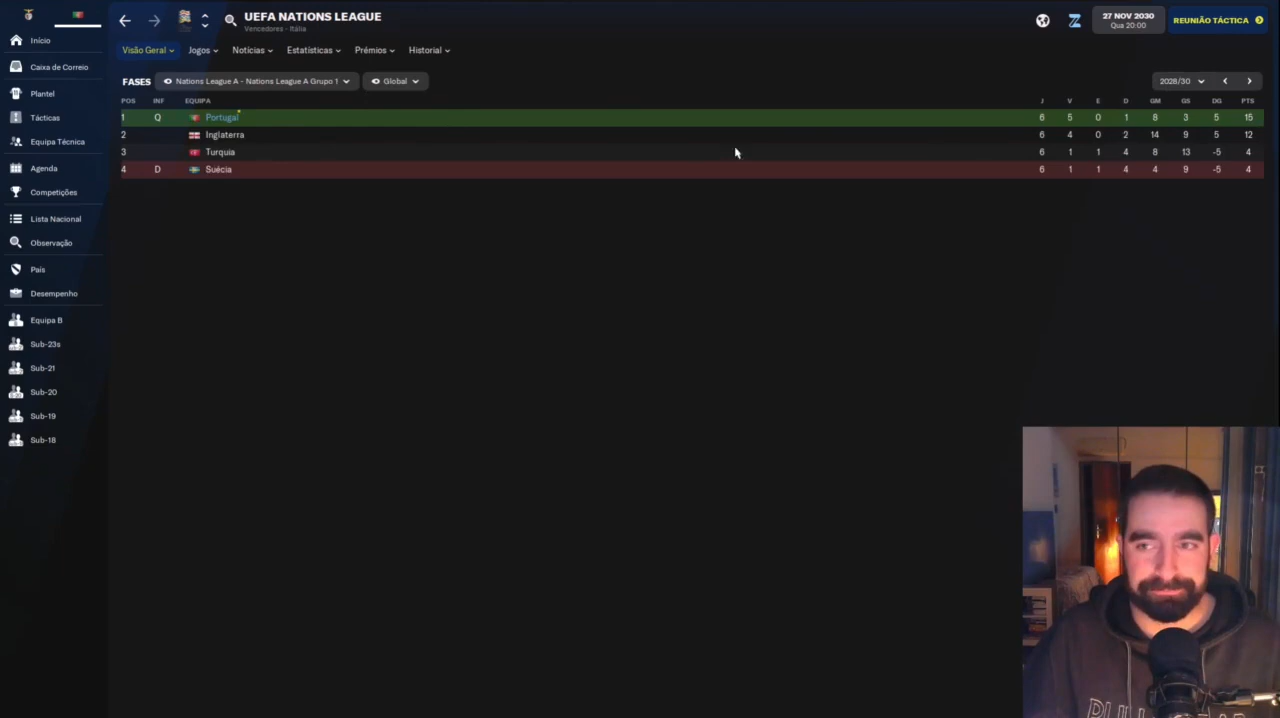 UEFA NATIONS LEAGUE
Vencedores - Itália
27 NOV 2030
Qua 20:00
REUNIÃO TÁCTICA
Início
Caixa de Correio
Plantel
Tácticas
Equipa Técnica
Agenda
Competições
Lista Nacional
Observação
País
Desempenho
Equipa B
Sub-23s
Sub-21
Sub-20
Sub-19
Sub-18
Visão Geral Jogos Notícias Estatísticas Prémios Historial
FASES Nations League A - Nations League A Grupo 1 Global 2028/30
POS INF EQUIPA J V E D GM GS DG PTS
1 Q Portugal 6 5 0 1 8 3 5 15
2 Inglaterra 6 4 0 2 14 9 5 12
3 Turquia 6 1 1 4 8 13 -5 4
4 D Suécia 6 1 1 4 4 9 -5 4